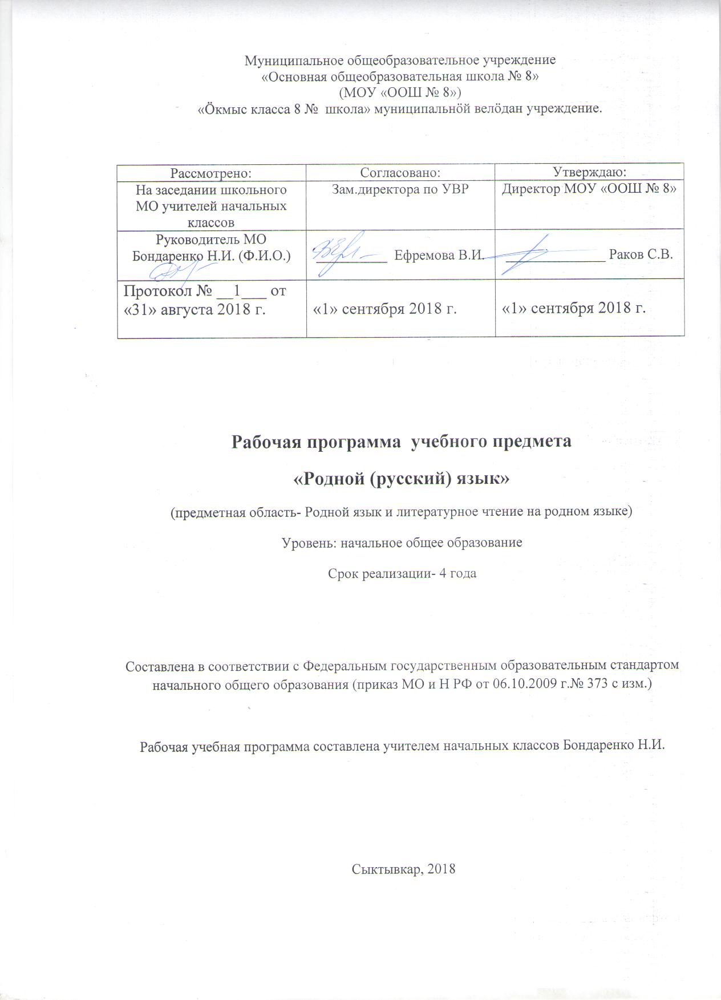 Муниципальное общеобразовательное учреждение
«Основная общеобразовательная школа № 8»
(МОУ «ООШ № 8»)
«Öкмыс класса 8 № школа» муниципальнöй велöдан учреждение.
Рассмотрено:
Согласовано:
Утверждаю:
На заседании школьного
МО учителей начальных
классов
Зам.директора по УВР
Директор МОУ «ООШ № 8»
Руководитель МО
Бондаренко Н.И. (Ф.И.О.)
__________ Ефремова В.И.
______________ Раков С.В.
Протокол № __1___ от
«31» августа 2018 г.
«1» сентября 2018 г.
«1» сентября 2018 г.
Рабочая программа учебного предмета
«Родной (русский) язык»
(предметная область- Родной язык и литературное чтение на родном языке)
Уровень: начальное общее образование
Срок реализации- 4 года
Составлена в соответствии с Федеральным государственным образовательным стандартом
начального общего образования (приказ МО и Н РФ от 06.10.2009 г.№ 373 с изм.)
Рабочая учебная программа составлена учителем начальных классов Бондаренко Н.И.
Сыктывкар, 2018